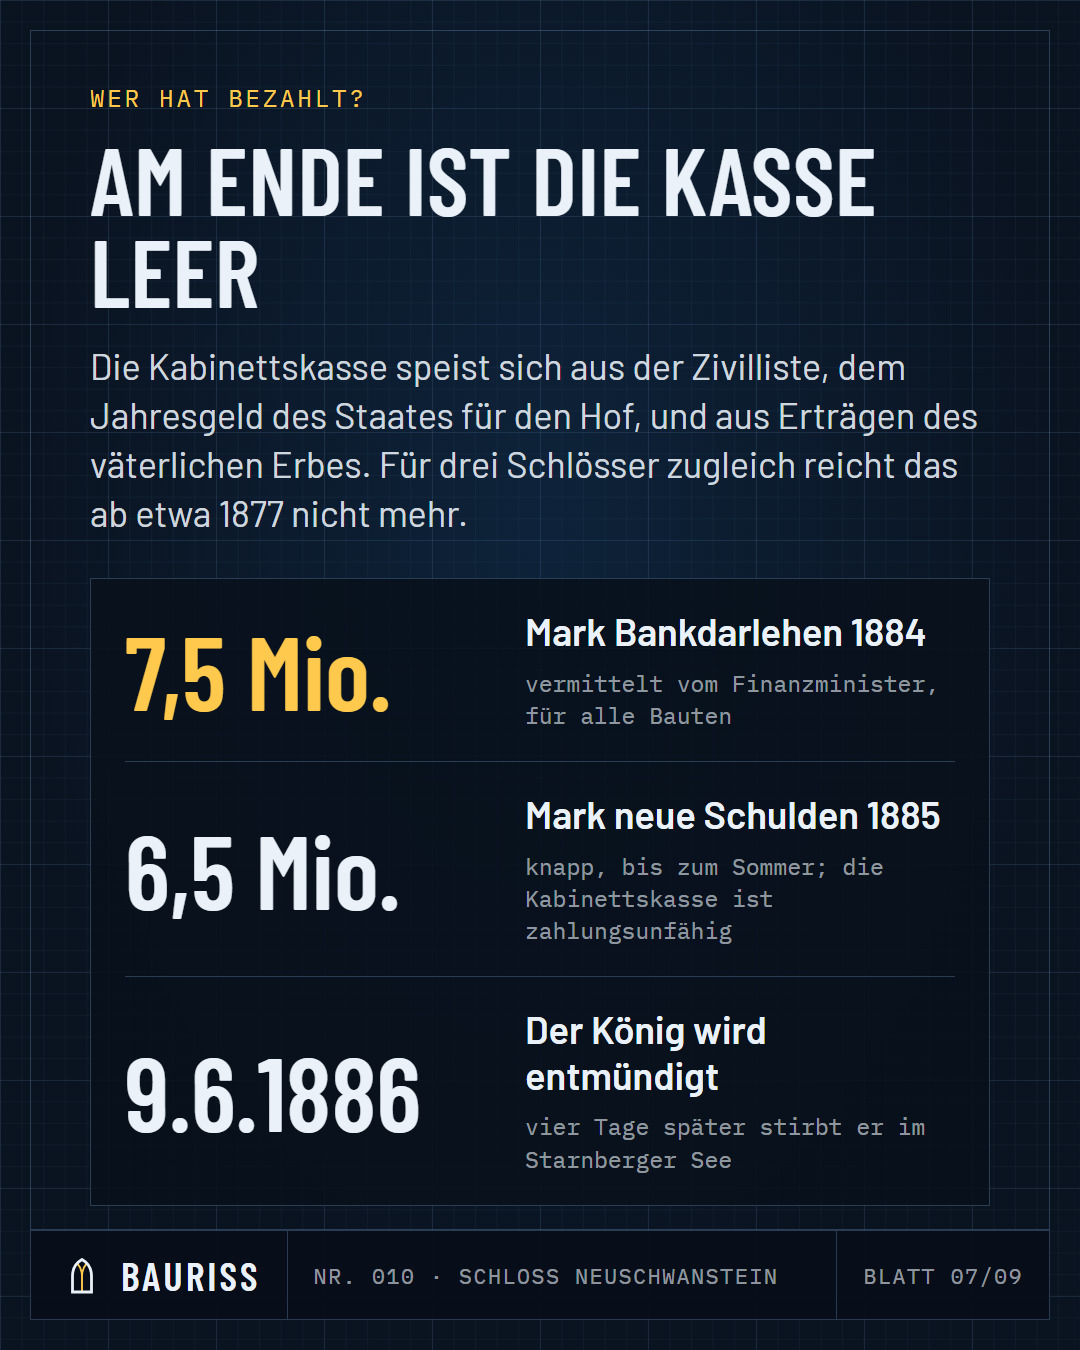 WER HAT BEZAHLT?
AM ENDE IST DIE KASSE
LEER
Die Kabinettskasse speist sich aus der Zivilliste, dem
Jahresgeld des Staates für den Hof, und aus Erträgen des
väterlichen Erbes. Für drei Schlösser zugleich reicht das
ab etwa 1877 nicht mehr.
7,5 Mio.
Mark Bankdarlehen 1884
vermittelt vom Finanzminister,
für alle Bauten
6,5 Mio.
Mark neue Schulden 1885
knapp, bis zum Sommer; die
Kabinettskasse ist
zahlungsunfähig
9.6.1886
Der König wird
entmündigt
vier Tage später stirbt er im
Starnberger See
BAURISS
NR. 010 · SCHLOSS NEUSCHWANSTEIN
BLATT 07/09